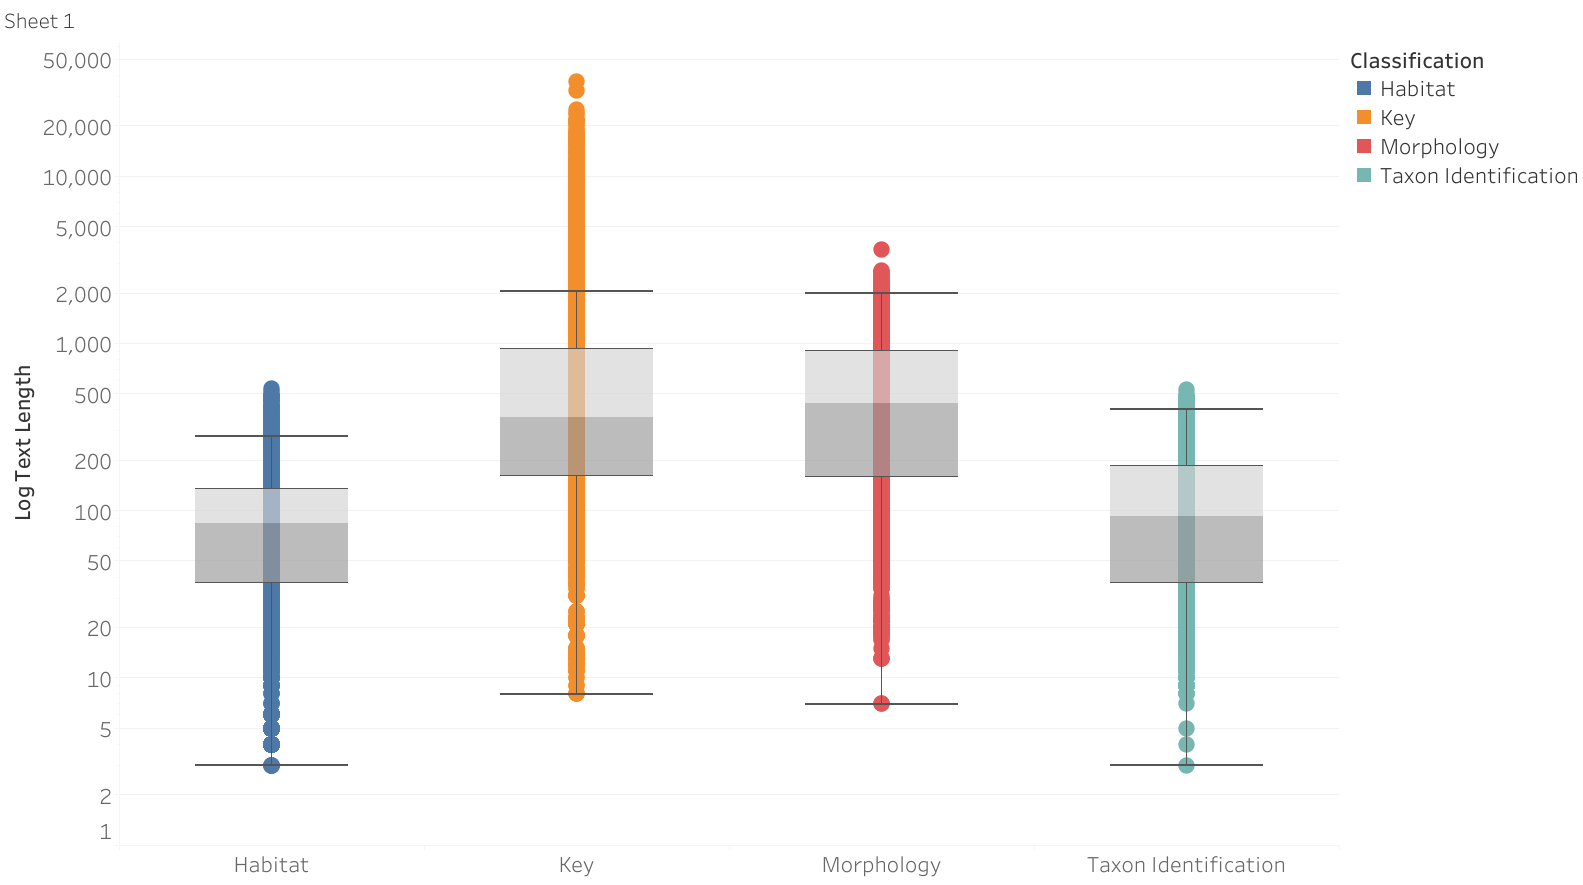 Sheet 1
50,000
20,000
10,000
5,000
2,000
1,000
500
200
100
50
20
10
5
2
1
Log Text Length
Habitat
Key
Morphology
Taxon Identification
Classification
Habitat
Key
Morphology
Taxon Identification